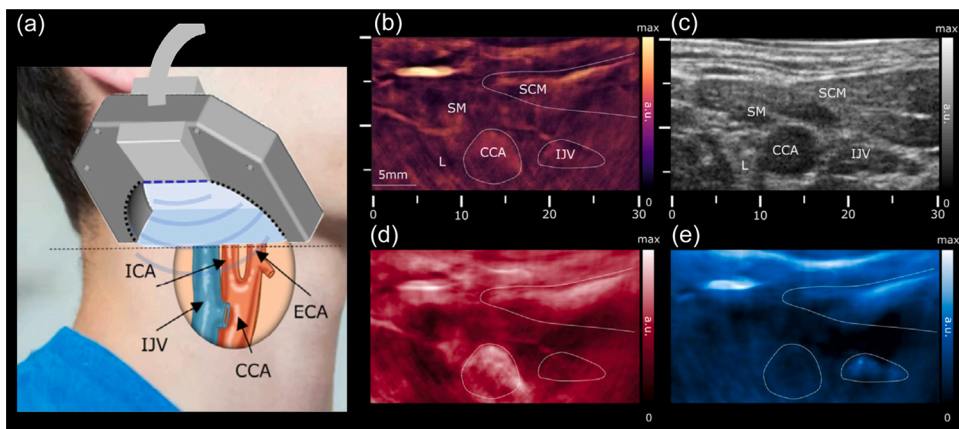 (a)
ICA
IJV
ECA
CCA
(b)
SCM
SM
CCA
IJV
L
5mm
0 10 20 30
max
a.u.
0
(c)
SCM
SM
CCA
IJV
L
0 10 20 30
max
a.u.
0
(d)
max
a.u.
0
(e)
max
a.u.
0